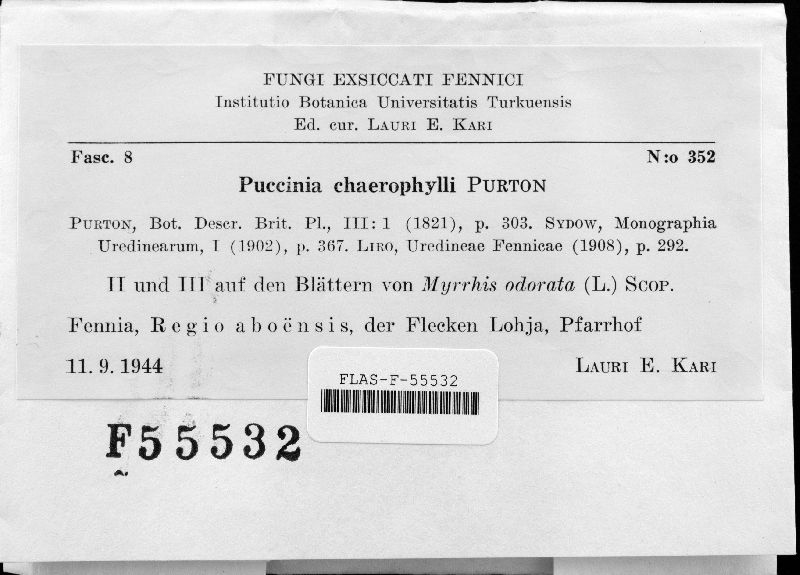 FUNGI EXSICCATI FENNICI
Institutio Botanica Universitatis Turkuensis
Ed. cur. LAURI E. KARI
Fasc. 8 N:o 352
Puccinia chaerophylli PURTON
PURTON, Bot. Descr. Brit. Pl., III: 1 (1821), p. 303. SYDOW, Monographia
Uredinearum, I (1902), p. 367. LIRO, Uredineae Fennicae (1908), p. 292.
II und III auf den Blättern von Myrrhis odorata (L.) SCOP.
Fennia, Regio aboënsis, der Flecken Lohja, Pfarrhof
11. 9. 1944 LAURI E. KARI
FLAS-F-55532
F55532